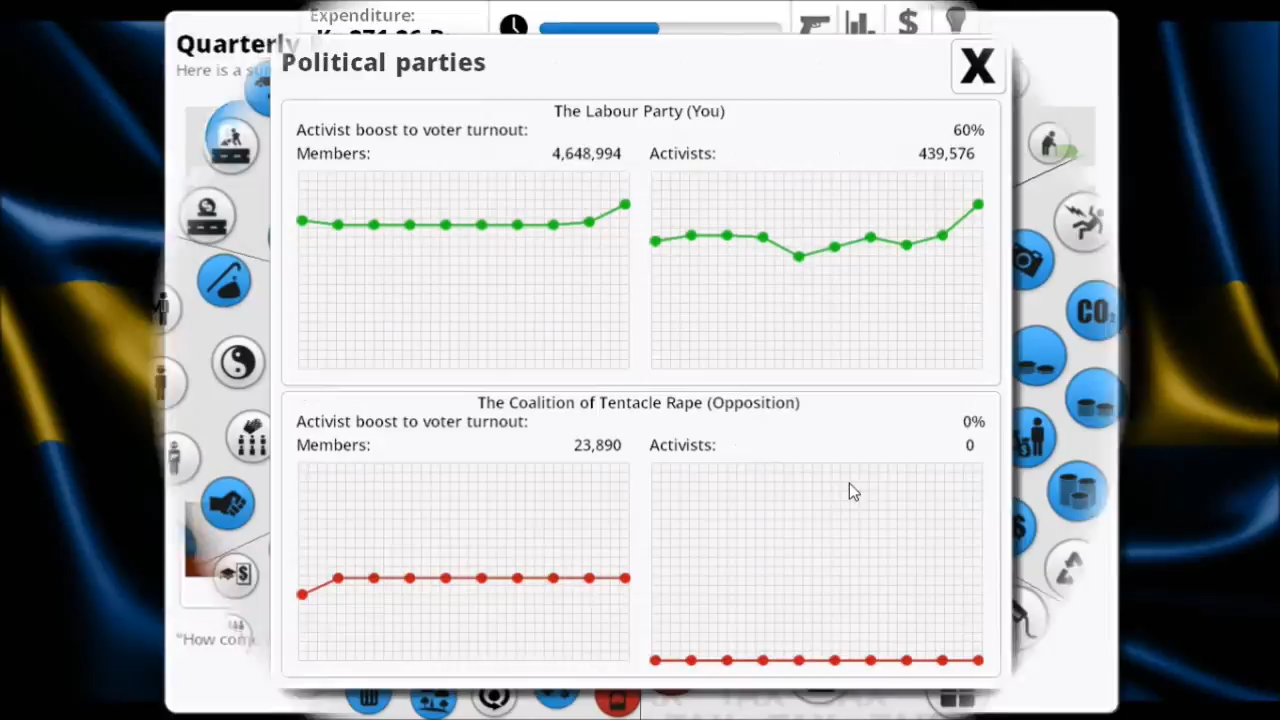 Expenditure:
Quarterly
Here is a su
Political parties
X
The Labour Party (You)
Activist boost to voter turnout: 60%
Members: 4,648,994 Activists: 439,576
The Coalition of Tentacle Rape (Opposition)
Activist boost to voter turnout: 0%
Members: 23,890 Activists: 0
$
CO2
$
$
"How com